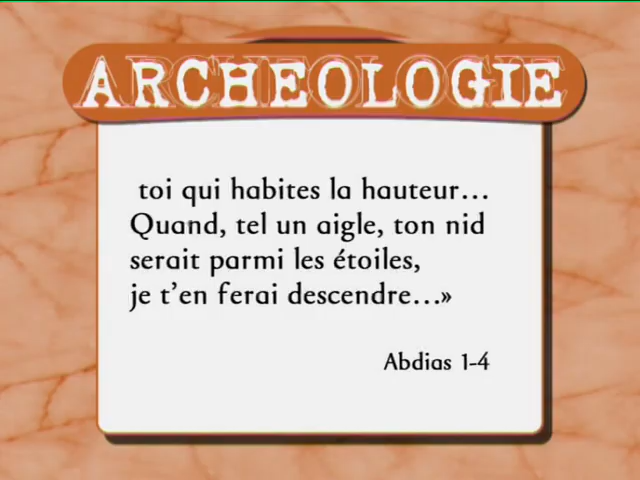 ARCHEOLOGIE
toi qui habites la hauteur...
Quand, tel un aigle, ton nid
serait parmi les étoiles,
je t'en ferai descendre...»
Abdias 1-4